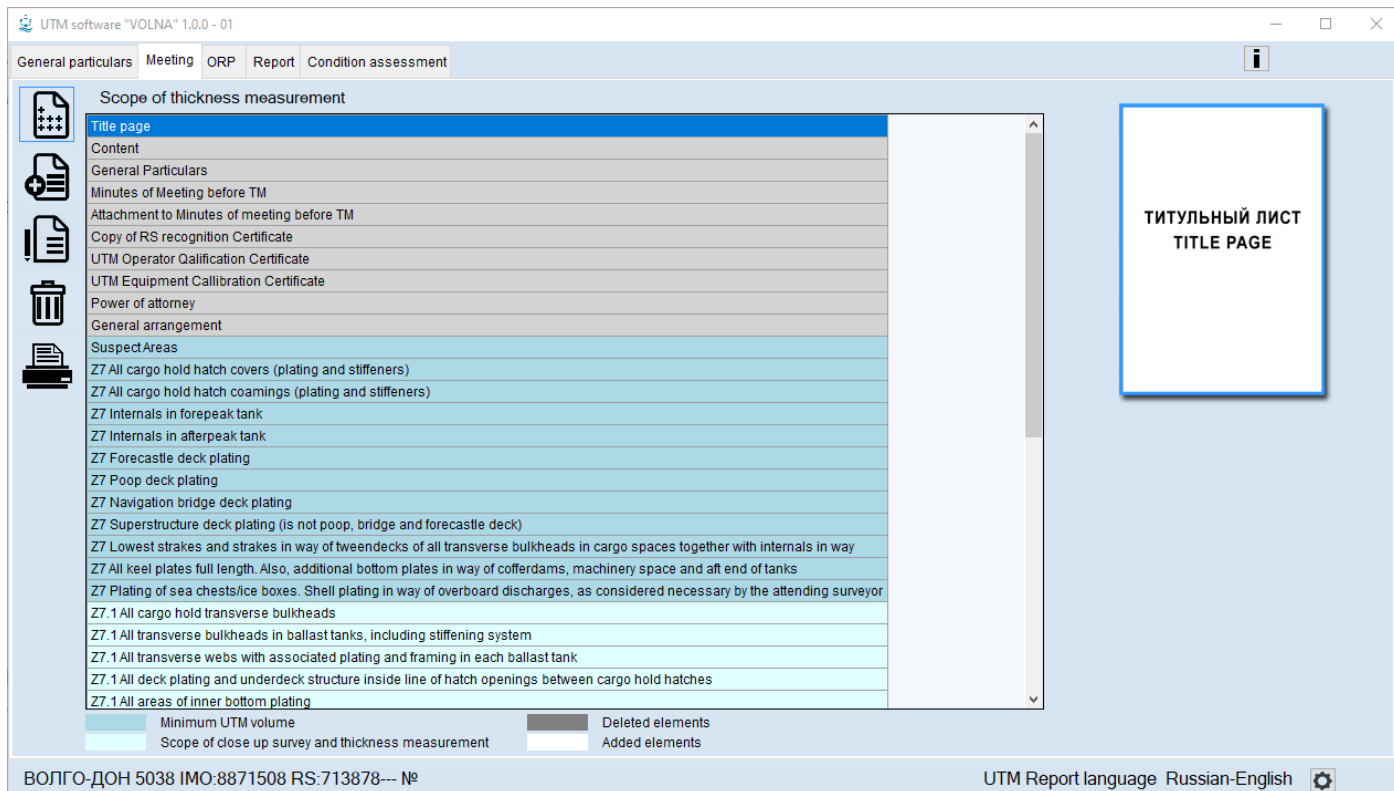 UTM software "VOLNA" 1.0.0 - 01
General particulars Meeting ORP Report Condition assessment
Scope of thickness measurement
Title page
Content
General Particulars
Minutes of Meeting before TM
Attachment to Minutes of meeting before TM
Copy of RS recognition Certificate
UTM Operator Qalification Certificate
UTM Equipment Callibration Certificate
Power of attorney
General arrangement
Suspect Areas
Z7 All cargo hold hatch covers (plating and stiffeners)
Z7 All cargo hold hatch coamings (plating and stiffeners)
Z7 Internals in forepeak tank
Z7 Internals in afterpeak tank
Z7 Forecastle deck plating
Z7 Poop deck plating
Z7 Navigation bridge deck plating
Z7 Superstructure deck plating (is not poop, bridge and forecastle deck)
Z7 Lowest strakes and strakes in way of tweendecks of all transverse bulkheads in cargo spaces together with internals in way
Z7 All keel plates full length. Also, additional bottom plates in way of cofferdams, machinery space and aft end of tanks
Z7 Plating of sea chests/ice boxes. Shell plating in way of overboard discharges, as considered necessary by the attending surveyor
Z7.1 All cargo hold transverse bulkheads
Z7.1 All transverse bulkheads in ballast tanks, including stiffening system
Z7.1 All transverse webs with associated plating and framing in each ballast tank
Z7.1 All deck plating and underdeck structure inside line of hatch openings between cargo hold hatches
Z7.1 All areas of inner bottom plating
ТИТУЛЬНЫЙ ЛИСТ
TITLE PAGE
Minimum UTM volume
Deleted elements
Scope of close up survey and thickness measurement
Added elements
ВОЛГО-ДОН 5038 IMO:8871508 RS:713878--- №
UTM Report language Russian-English